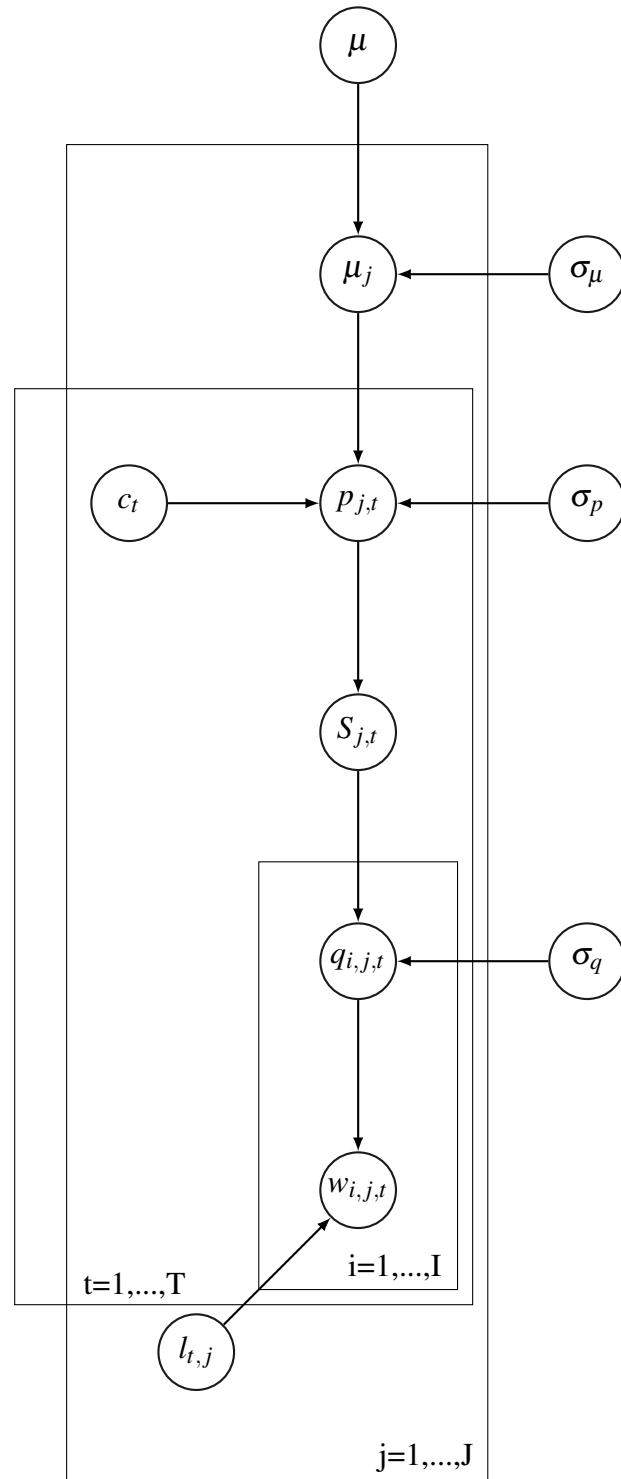 μ
μ_j
σ_μ
c_t
p_{j,t}
σ_p
S_{j,t}
q_{i,j,t}
σ_q
w_{i,j,t}
i=1,...,I
t=1,...,T
l_{t,j}
j=1,...,J